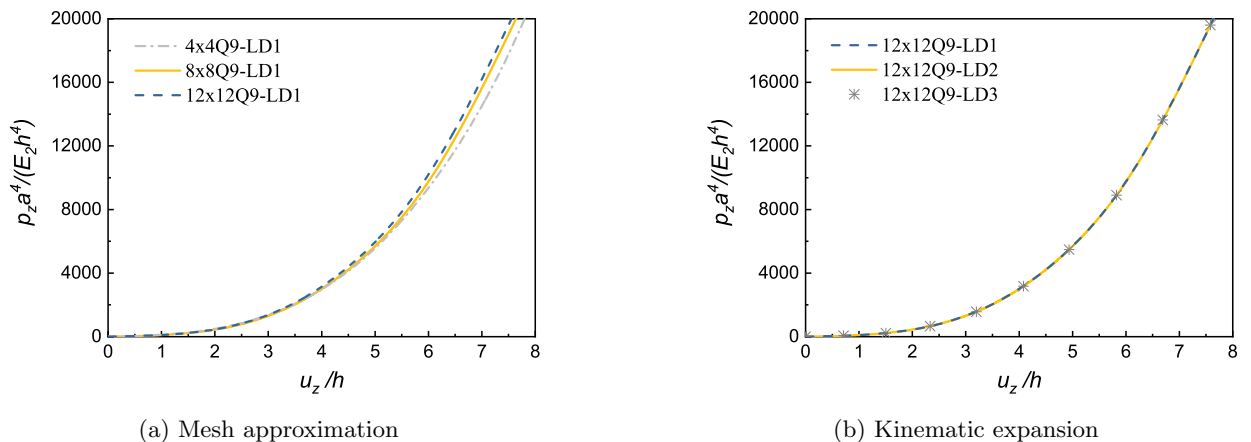 20000
16000
12000
8000
4000
0
p_z a^4/(E_2h^4)
4x4Q9-LD1
8x8Q9-LD1
12x12Q9-LD1
0 1 2 3 4 5 6 7 8
u_z /h
(a) Mesh approximation
20000
16000
12000
8000
4000
0
p_z a^4/(E_2h^4)
12x12Q9-LD1
12x12Q9-LD2
12x12Q9-LD3
0 1 2 3 4 5 6 7 8
u_z /h
(b) Kinematic expansion